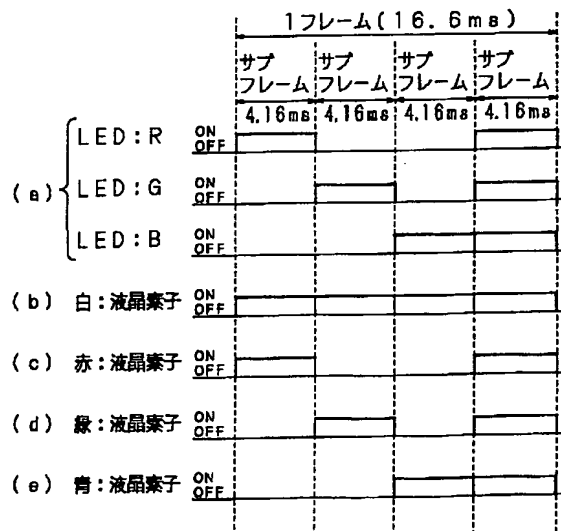 1フレーム(16.6ms)
サブフレーム サブフレーム サブフレーム サブフレーム
4.16ms 4.16ms 4.16ms 4.16ms
(a)
LED:R ON OFF
LED:G ON OFF
LED:B ON OFF
(b) 白:液晶素子 ON OFF
(c) 赤:液晶素子 ON OFF
(d) 緑:液晶素子 ON OFF
(e) 青:液晶素子 ON OFF